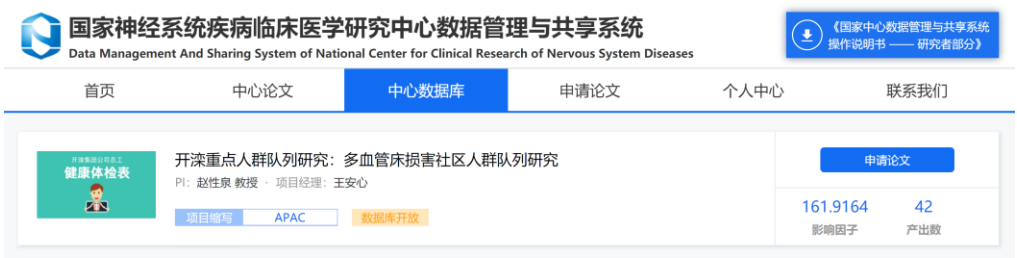 国家神经系统疾病临床医学研究中心数据管理与共享系统
Data Management And Sharing System of National Center for Clinical Research of Nervous System Diseases
《国家中心数据管理与共享系统
操作说明书 —— 研究者部分》
首页 中心论文 中心数据库 申请论文 个人中心 联系我们
开滦集团公司员工
健康体检表
开滦重点人群队列研究：多血管床损害社区人群队列研究
PI：赵性泉 教授 · 项目经理：王安心
项目缩写 APAC 数据库开放
申请论文
161.9164 42
影响因子 产出数